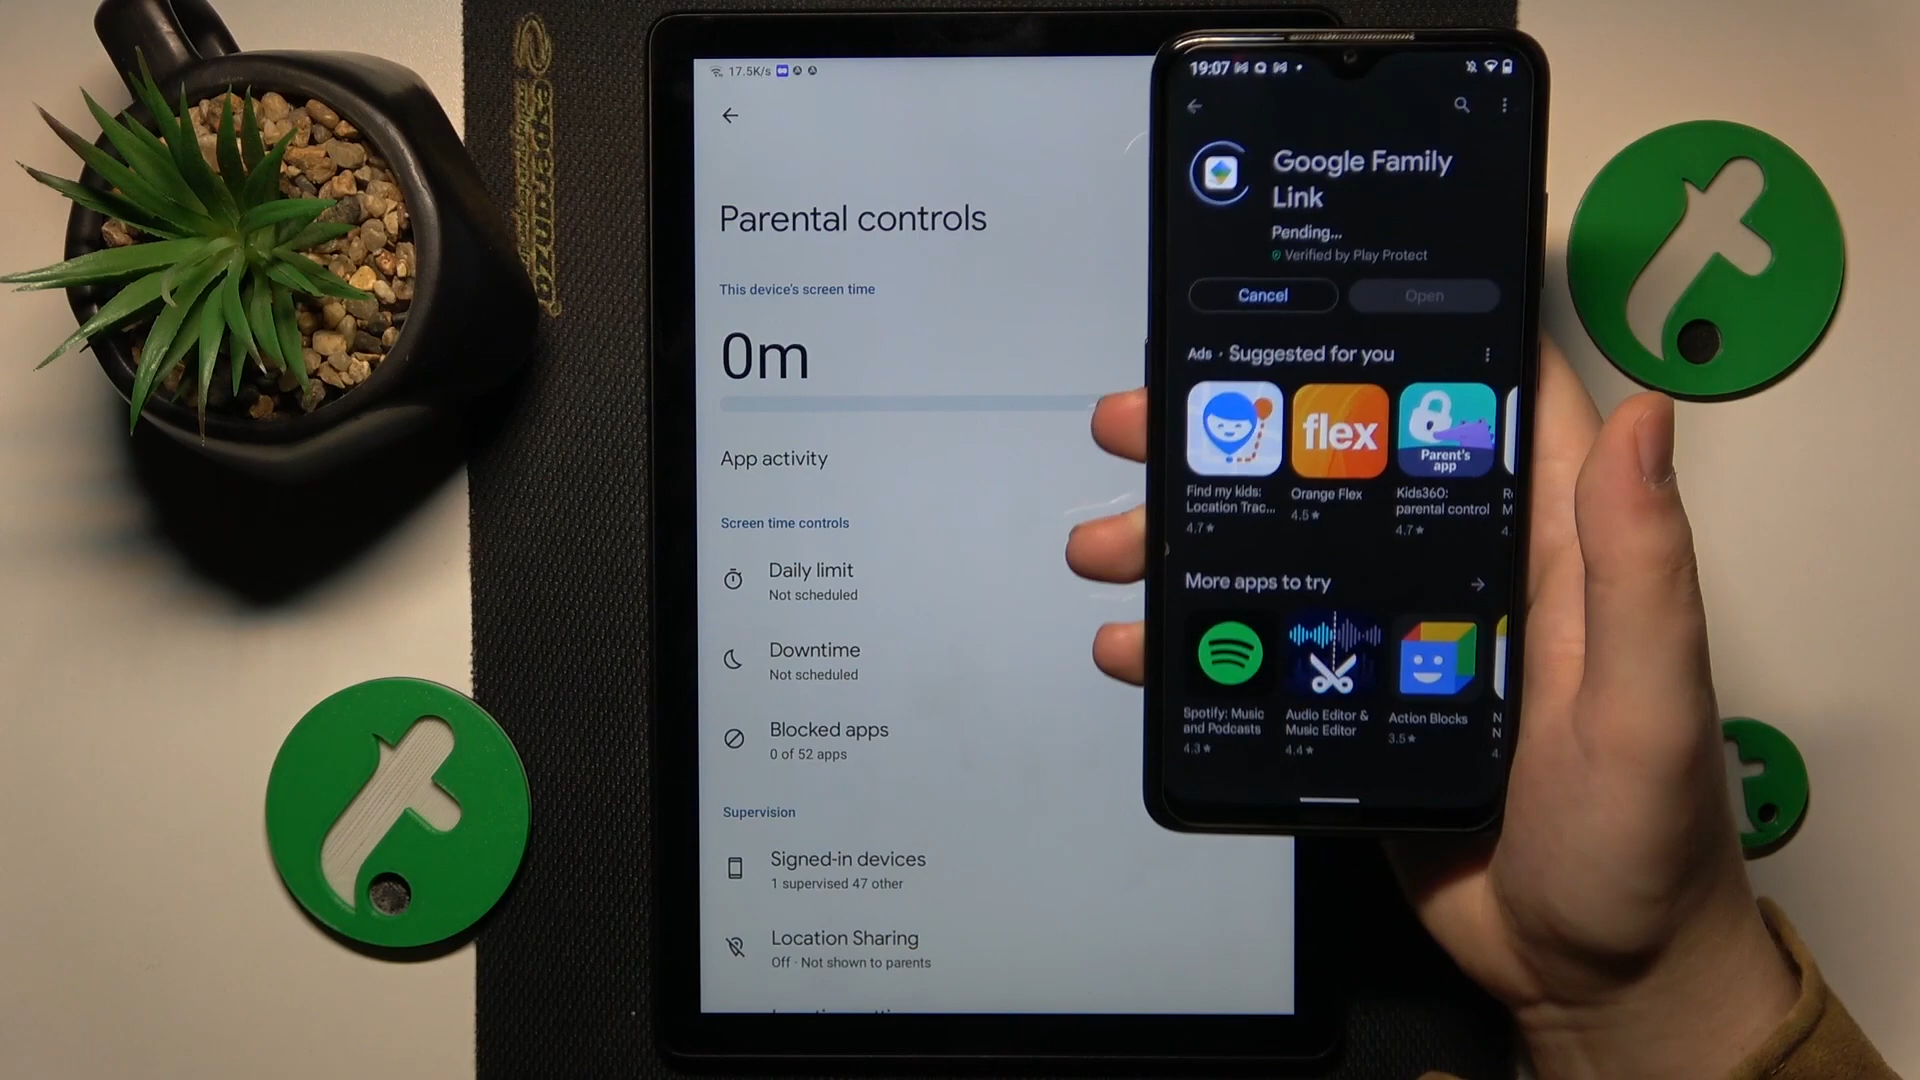 esperanza
17.5K/s
Parental controls
This device's screen time
0m
App activity
Screen time controls
Daily limit
Not scheduled
Downtime
Not scheduled
Blocked apps
0 of 52 apps
Supervision
Signed-in devices
1 supervised 47 other
Location Sharing
Off · Not shown to parents
19:07
Google Family
Link
Pending...
Verified by Play Protect
Cancel
Open
Ads · Suggested for you
flex
Parent's
app
Find my kids:
Location Trac...
4.7★
Orange Flex
4.5★
Kids360:
parental control
4.7★
More apps to try
Spotify: Music
and Podcasts
4.3★
Audio Editor &
Music Editor
4.4★
Action Blocks
3.5★